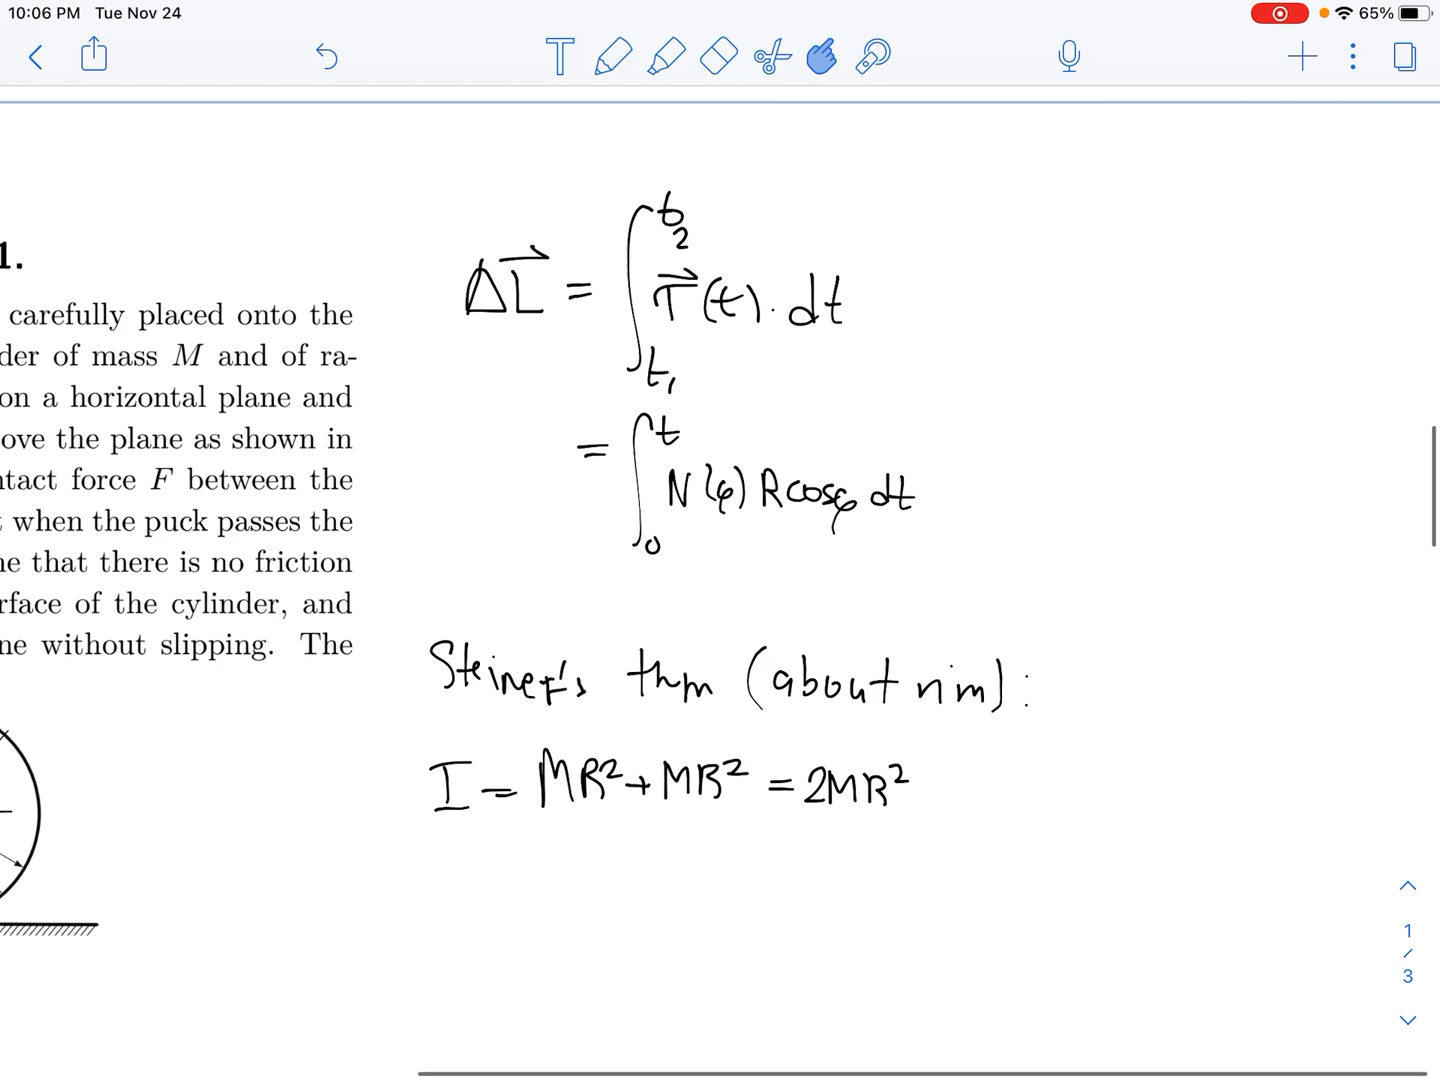 10:06 PM Tue Nov 24
65%
1.
carefully placed onto the
der of mass M and of ra-
on a horizontal plane and
ove the plane as shown in
ntact force F between the
t when the puck passes the
ne that there is no friction
rface of the cylinder, and
ne without slipping. The
ΔL⃗ = ∫_{t₁}^{t₂} τ⃗(t) · dt
= ∫_0^t N(φ) R cosφ dt
Steiner's thm (about rim):
I = MR² + MR² = 2MR²
1
/
3